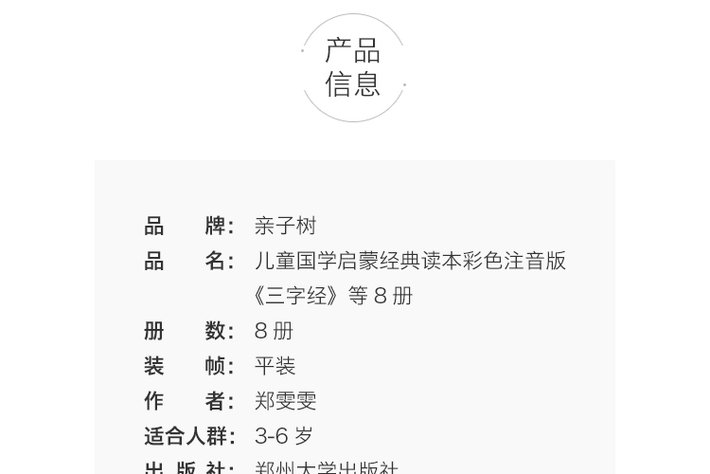 产品
信息
品 牌： 亲子树
品 名： 儿童国学启蒙经典读本彩色注音版
《三字经》等 8 册
册 数： 8 册
装 帧： 平装
作 者： 郑雯雯
适合人群： 3-6 岁
出 版 社： 郑州大学出版社